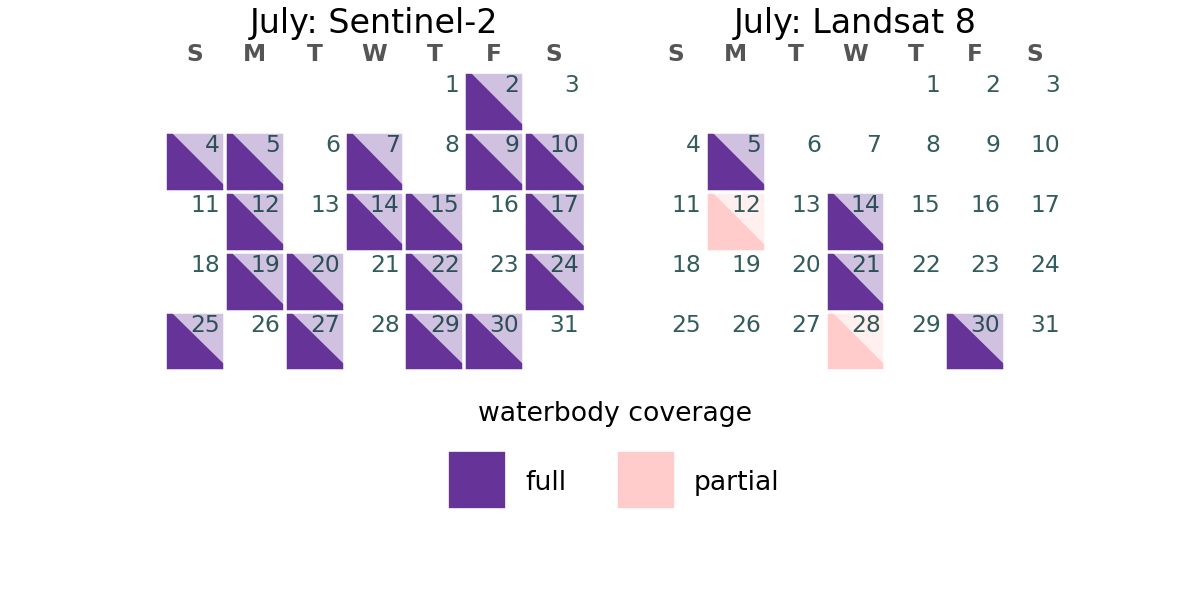 July: Sentinel-2
S M T W T F S
1 2 3
4 5 6 7 8 9 10
11 12 13 14 15 16 17
18 19 20 21 22 23 24
25 26 27 28 29 30 31
July: Landsat 8
S M T W T F S
1 2 3
4 5 6 7 8 9 10
11 12 13 14 15 16 17
18 19 20 21 22 23 24
25 26 27 28 29 30 31
waterbody coverage
full
partial